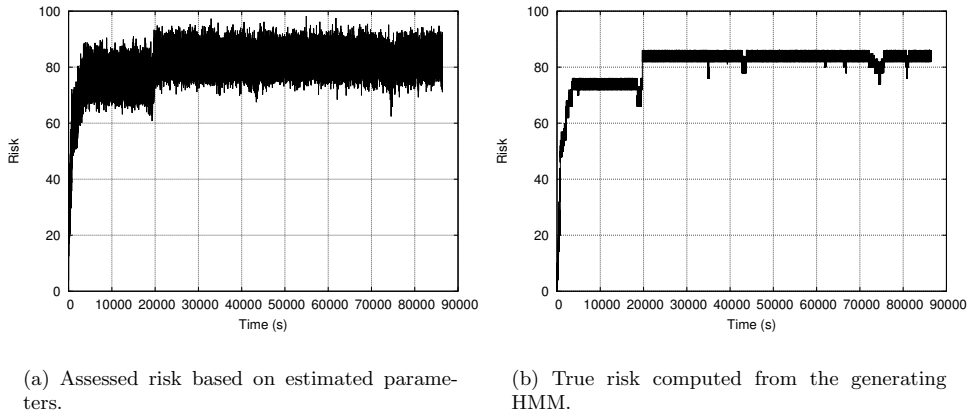 100
80
60
40
20
0
Risk
0 10000 20000 30000 40000 50000 60000 70000 80000 90000
Time (s)
100
80
60
40
20
0
Risk
0 10000 20000 30000 40000 50000 60000 70000 80000 90000
Time (s)
(a) Assessed risk based on estimated parame-
ters.
(b) True risk computed from the generating
HMM.